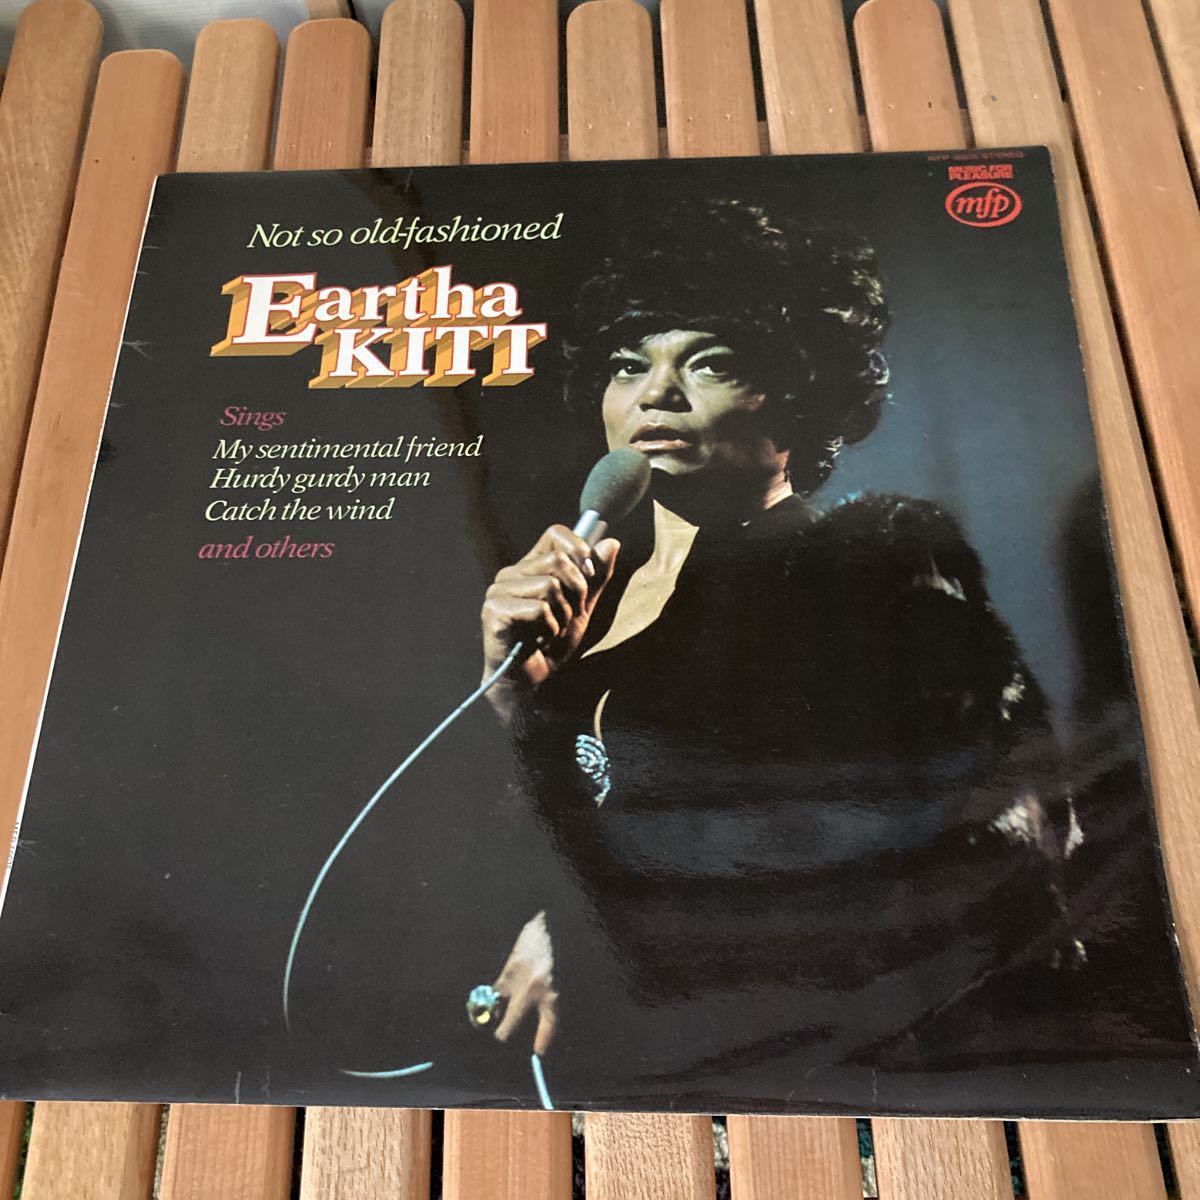 STEREO
MUSIC FOR
PLEASURE
mfp
Not so old-fashioned
Eartha
KITT
Sings
My sentimental friend
Hurdy gurdy man
Catch the wind
and others